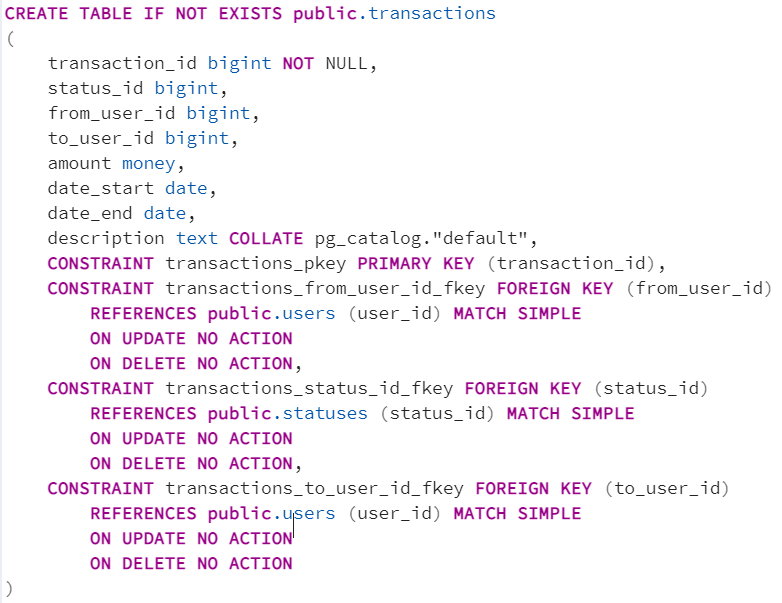 CREATE TABLE IF NOT EXISTS public.transactions
(
    transaction_id bigint NOT NULL,
    status_id bigint,
    from_user_id bigint,
    to_user_id bigint,
    amount money,
    date_start date,
    date_end date,
    description text COLLATE pg_catalog."default",
    CONSTRAINT transactions_pkey PRIMARY KEY (transaction_id),
    CONSTRAINT transactions_from_user_id_fkey FOREIGN KEY (from_user_id)
        REFERENCES public.users (user_id) MATCH SIMPLE
        ON UPDATE NO ACTION
        ON DELETE NO ACTION,
    CONSTRAINT transactions_status_id_fkey FOREIGN KEY (status_id)
        REFERENCES public.statuses (status_id) MATCH SIMPLE
        ON UPDATE NO ACTION
        ON DELETE NO ACTION,
    CONSTRAINT transactions_to_user_id_fkey FOREIGN KEY (to_user_id)
        REFERENCES public.users (user_id) MATCH SIMPLE
        ON UPDATE NO ACTION
        ON DELETE NO ACTION
)